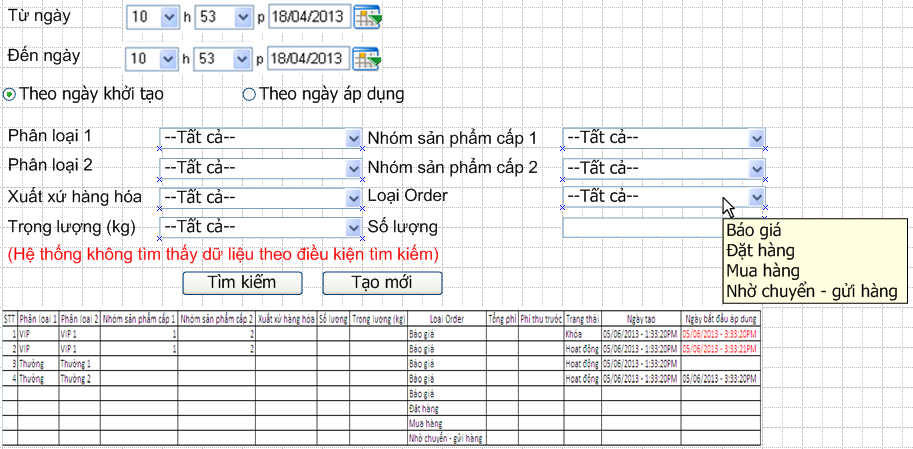 Từ ngày 10 h 53 p 18/04/2013
Đến ngày 10 h 53 p 18/04/2013
Theo ngày khởi tạo Theo ngày áp dụng
Phân loại 1 --Tất cả-- Nhóm sản phẩm cấp 1 --Tất cả--
Phân loại 2 --Tất cả-- Nhóm sản phẩm cấp 2 --Tất cả--
Xuất xứ hàng hóa --Tất cả-- Loại Order --Tất cả--
Trọng lượng (kg) --Tất cả-- Số lượng
Báo giá
Đặt hàng
Mua hàng
Nhờ chuyển - gửi hàng
(Hệ thống không tìm thấy dữ liệu theo điều kiện tìm kiếm)
Tìm kiếm Tạo mới
STT Phân loại 1 Phân loại 2 Nhóm sản phẩm cấp 1 Nhóm sản phẩm cấp 2 Xuất xứ hàng hóa Số lượng Trọng lượng (kg) Loại Order Tổng phí Phí thu trước Trạng thái Ngày tạo Ngày bắt đầu áp dụng
1 VIP VIP 1 1 2 Báo giá Khóa 05/06/2013 - 1:33:20PM 05/06/2013 - 3:33:20PM
2 VIP VIP 1 1 2 Báo giá Hoạt động 05/06/2013 - 1:33:20PM 05/06/2013 - 3:33:21PM
3 Thường Thường 1 Báo giá Hoạt động 05/06/2013 - 1:33:20PM
4 Thường Thường 2 Báo giá Hoạt động 05/06/2013 - 1:33:20PM 05/06/2013 - 3:33:20PM
Báo giá
Đặt hàng
Mua hàng
Nhờ chuyển - gửi hàng